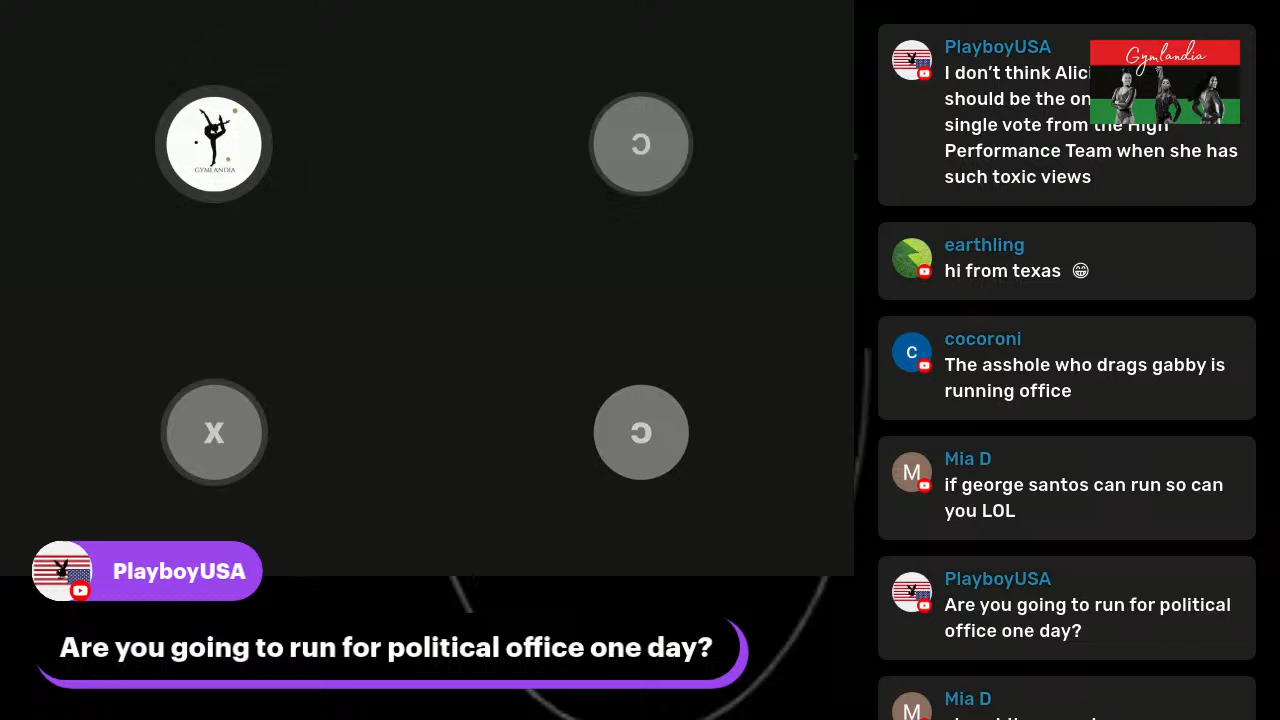 GYMLANDIA
C
X
C
PlayboyUSA
Are you going to run for political office one day?
PlayboyUSA
Gymlandia
I don’t think Alic
should be the on
single vote from the High
Performance Team when she has
such toxic views
earthling
hi from texas 😁
C
cocoroni
The asshole who drags gabby is
running office
M
Mia D
if george santos can run so can
you LOL
PlayboyUSA
Are you going to run for political
office one day?
M
Mia D